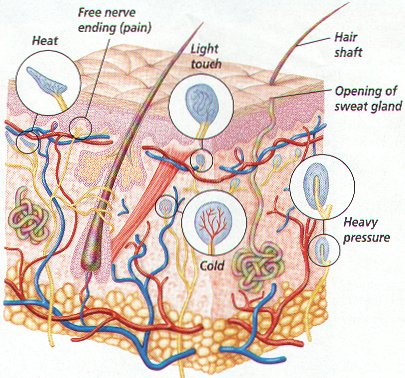 Free nerve
ending (pain)
Heat
Light
touch
Hair
shaft
Opening of
sweat gland
Heavy
pressure
Cold